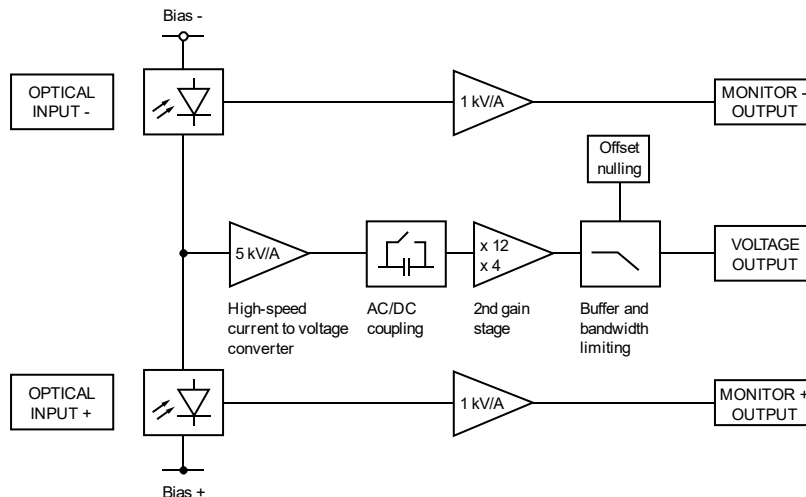 Bias -
OPTICAL
INPUT -
1 kV/A
MONITOR -
OUTPUT
Offset
nulling
5 kV/A
x 12
x 4
VOLTAGE
OUTPUT
High-speed
current to voltage
converter
AC/DC
coupling
2nd gain
stage
Buffer and
bandwidth
limiting
OPTICAL
INPUT +
1 kV/A
MONITOR +
OUTPUT
Bias +